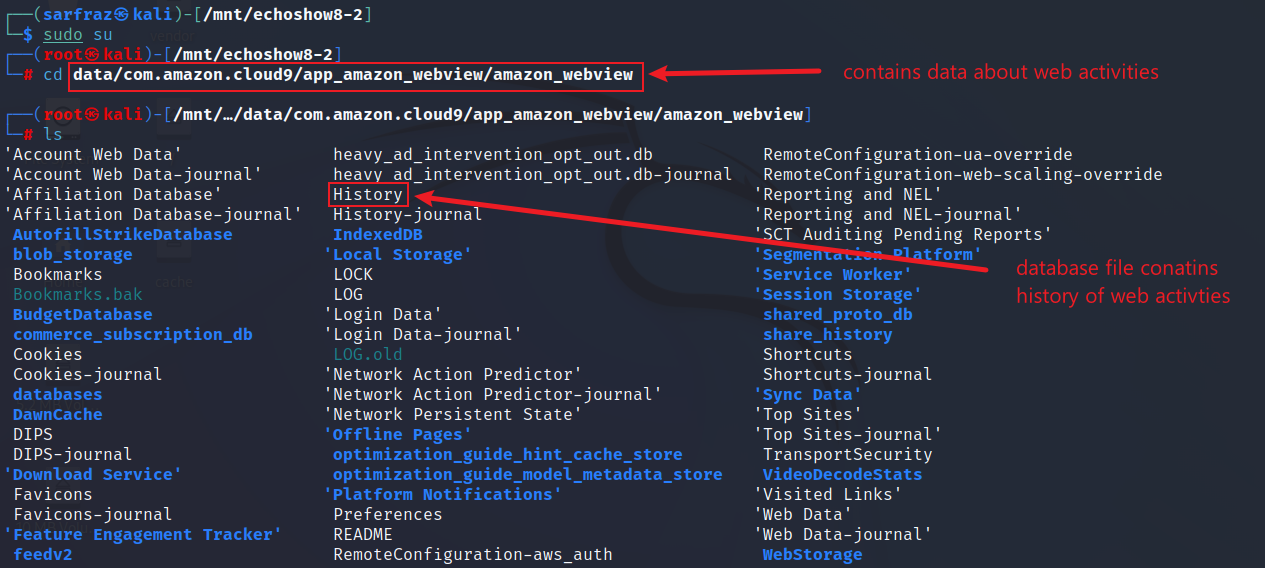 ┌──(sarfraz㉿kali)-[/mnt/echoshow8-2]
└─$ sudo su
┌──(root㉿kali)-[/mnt/echoshow8-2]
└─# cd data/com.amazon.cloud9/app_amazon_webview/amazon_webview
contains data about web activities
┌──(root㉿kali)-[/mnt/…/data/com.amazon.cloud9/app_amazon_webview/amazon_webview]
└─# ls
'Account Web Data' heavy_ad_intervention_opt_out.db RemoteConfiguration-ua-override
'Account Web Data-journal' heavy_ad_intervention_opt_out.db-journal RemoteConfiguration-web-scaling-override
'Affiliation Database' History 'Reporting and NEL'
'Affiliation Database-journal' History-journal 'Reporting and NEL-journal'
AutofillStrikeDatabase IndexedDB 'SCT Auditing Pending Reports'
blob_storage 'Local Storage' 'Segmentation Platform'
Bookmarks LOCK 'Service Worker'
Bookmarks.bak LOG 'Session Storage'
BudgetDatabase 'Login Data' shared_proto_db
commerce_subscription_db 'Login Data-journal' share_history
Cookies LOG.old Shortcuts
Cookies-journal 'Network Action Predictor' Shortcuts-journal
databases 'Network Action Predictor-journal' 'Sync Data'
DawnCache 'Network Persistent State' 'Top Sites'
DIPS 'Offline Pages' 'Top Sites-journal'
DIPS-journal optimization_guide_hint_cache_store TransportSecurity
'Download Service' optimization_guide_model_metadata_store VideoDecodeStats
Favicons 'Platform Notifications' 'Visited Links'
Favicons-journal Preferences 'Web Data'
'Feature Engagement Tracker' README 'Web Data-journal'
feedv2 RemoteConfiguration-aws_auth WebStorage
database file conatins
history of web activties
cache